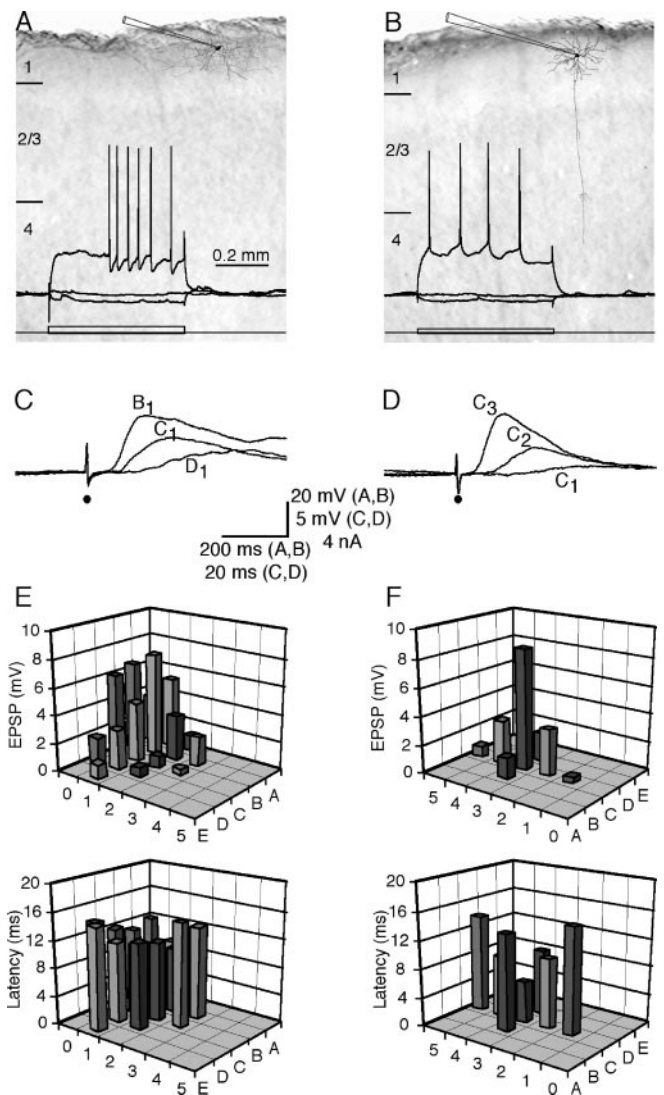 A
1
2/3
4
0.2 mm
B
1
2/3
4
C
B1
C1
D1
D
C3
C2
C1
20 mV (A,B)
5 mV (C,D)
4 nA
200 ms (A,B)
20 ms (C,D)
E
10
8
6
4
2
0
EPSP (mV)
0 1 2 3 4 5
E D C B A
F
10
8
6
4
2
0
EPSP (mV)
5 4 3 2 1 0
A B C D E
20
16
12
8
4
0
Latency (ms)
0 1 2 3 4 5
E D C B A
20
16
12
8
4
0
Latency (ms)
5 4 3 2 1 0
A B C D E